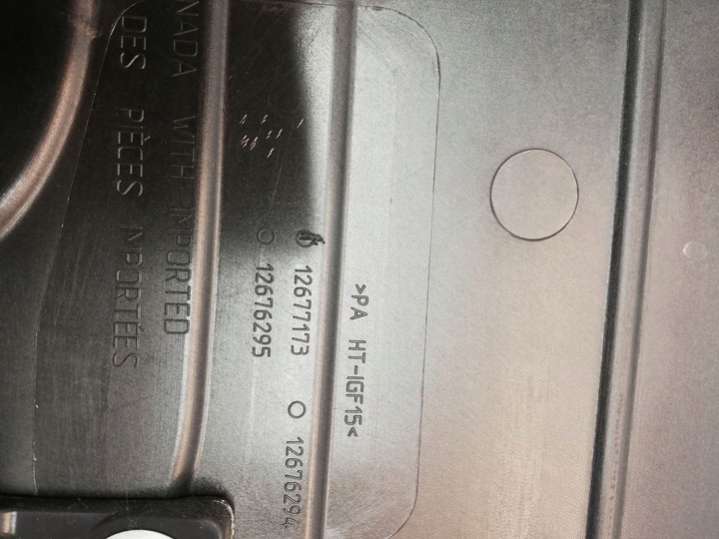 >PA HT-IGF15<
12677173 12676294
12676295
NADA WITH IMPORTED
DES PIÈCES IMPORTÉES